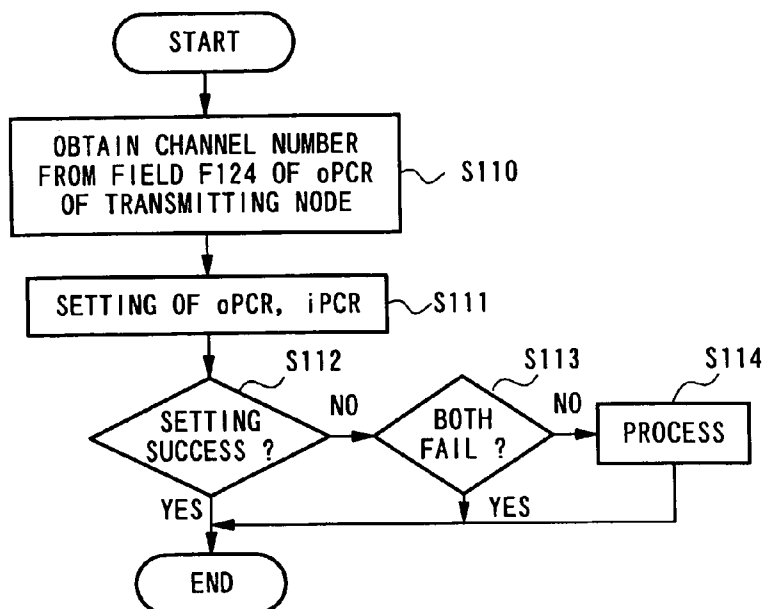 START
OBTAIN CHANNEL NUMBER
FROM FIELD F124 OF oPCR
OF TRANSMITTING NODE
S110
SETTING OF oPCR, iPCR
S111
S112
SETTING
SUCCESS ?
NO
YES
S113
BOTH
FAIL ?
NO
YES
S114
PROCESS
END